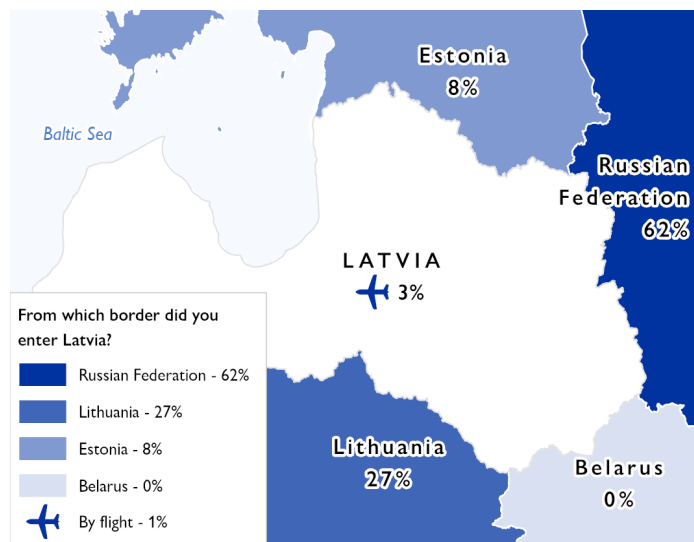 Estonia
8%
Baltic Sea
Russian
Federation
62%
LATVIA
3%
From which border did you
enter Latvia?
Russian Federation - 62%
Lithuania - 27%
Estonia - 8%
Belarus - 0%
By flight - 1%
Lithuania
27%
Belarus
0%